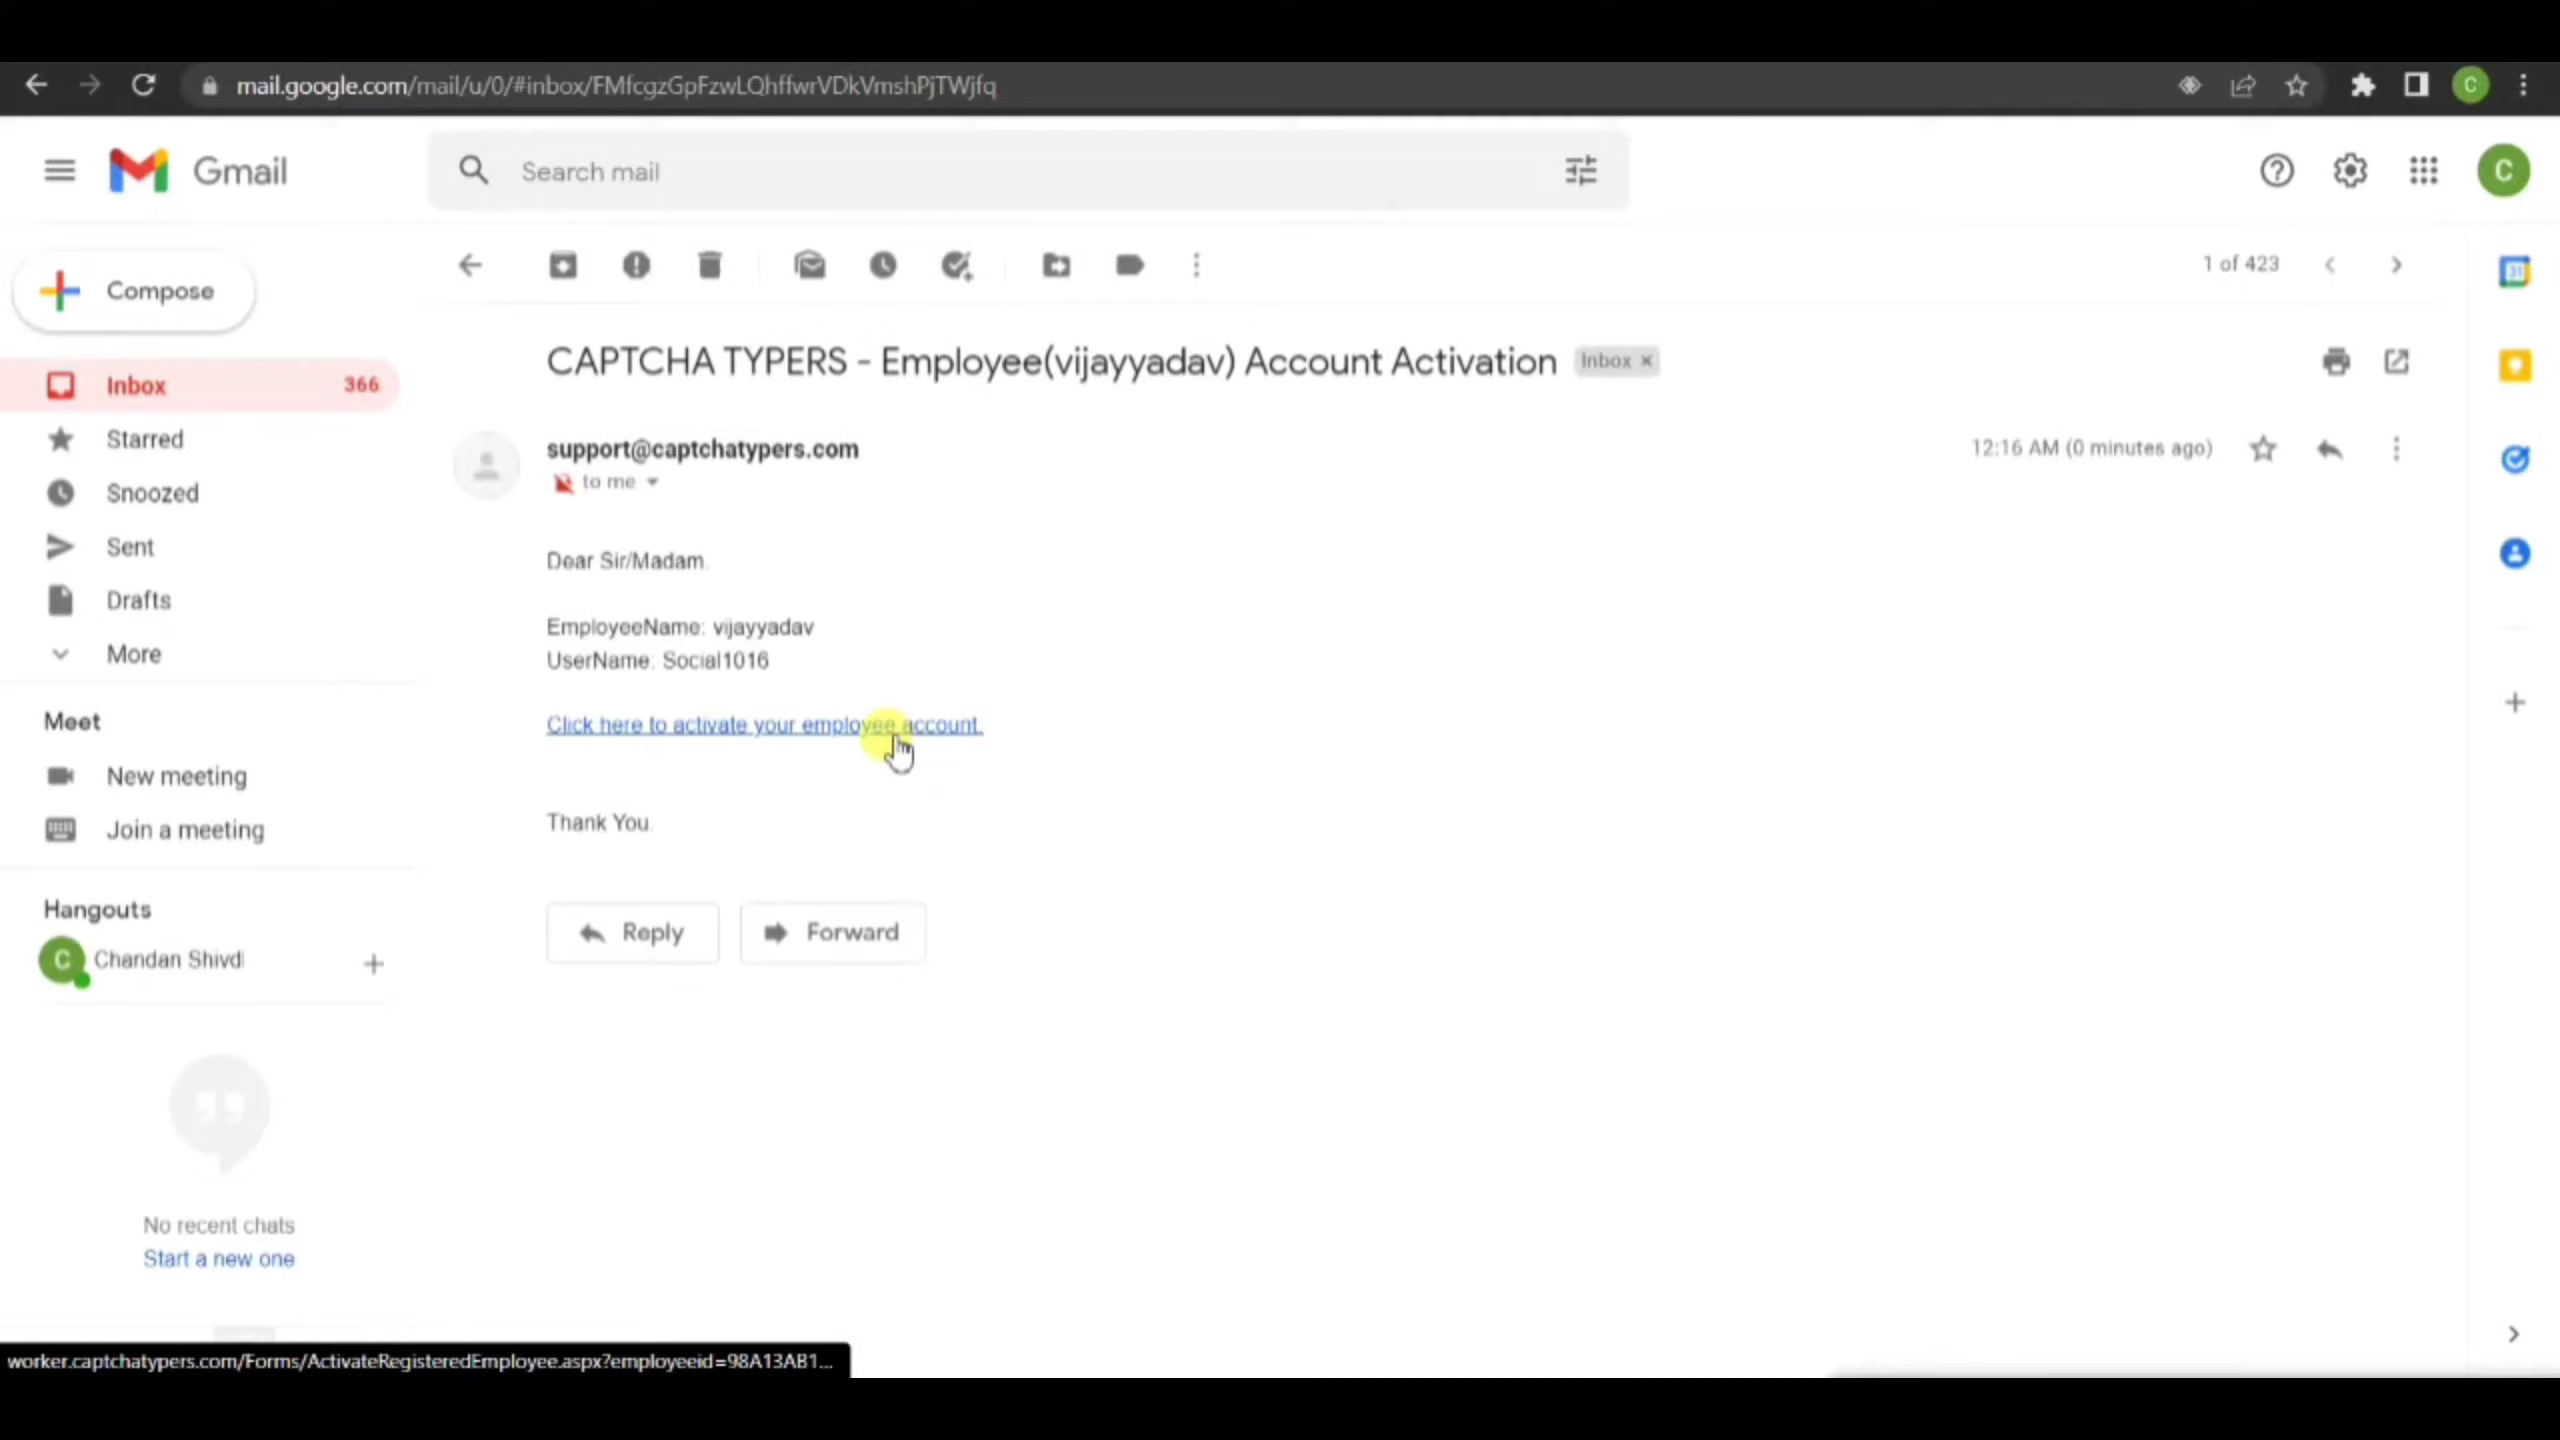 mail.google.com/mail/u/0/#inbox/FMfcgzGpFzwLQhffwrVDkVmshPjTWjfq
C
Gmail
Search mail
C
Compose
1 of 423
31
CAPTCHA TYPERS - Employee(vijayyadav) Account Activation
Inbox ×
Inbox 366
Starred
Snoozed
Sent
Drafts
More
support@captchatypers.com
12:16 AM (0 minutes ago)
to me
Dear Sir/Madam.
EmployeeName: vijayyadav
UserName: Social1016
Click here to activate your employee account.
Thank You.
Reply
Forward
Meet
New meeting
Join a meeting
Hangouts
C
Chandan Shivdi
No recent chats
Start a new one
worker.captchatypers.com/Forms/ActivateRegisteredEmployee.aspx?employeeid=98A13AB1...